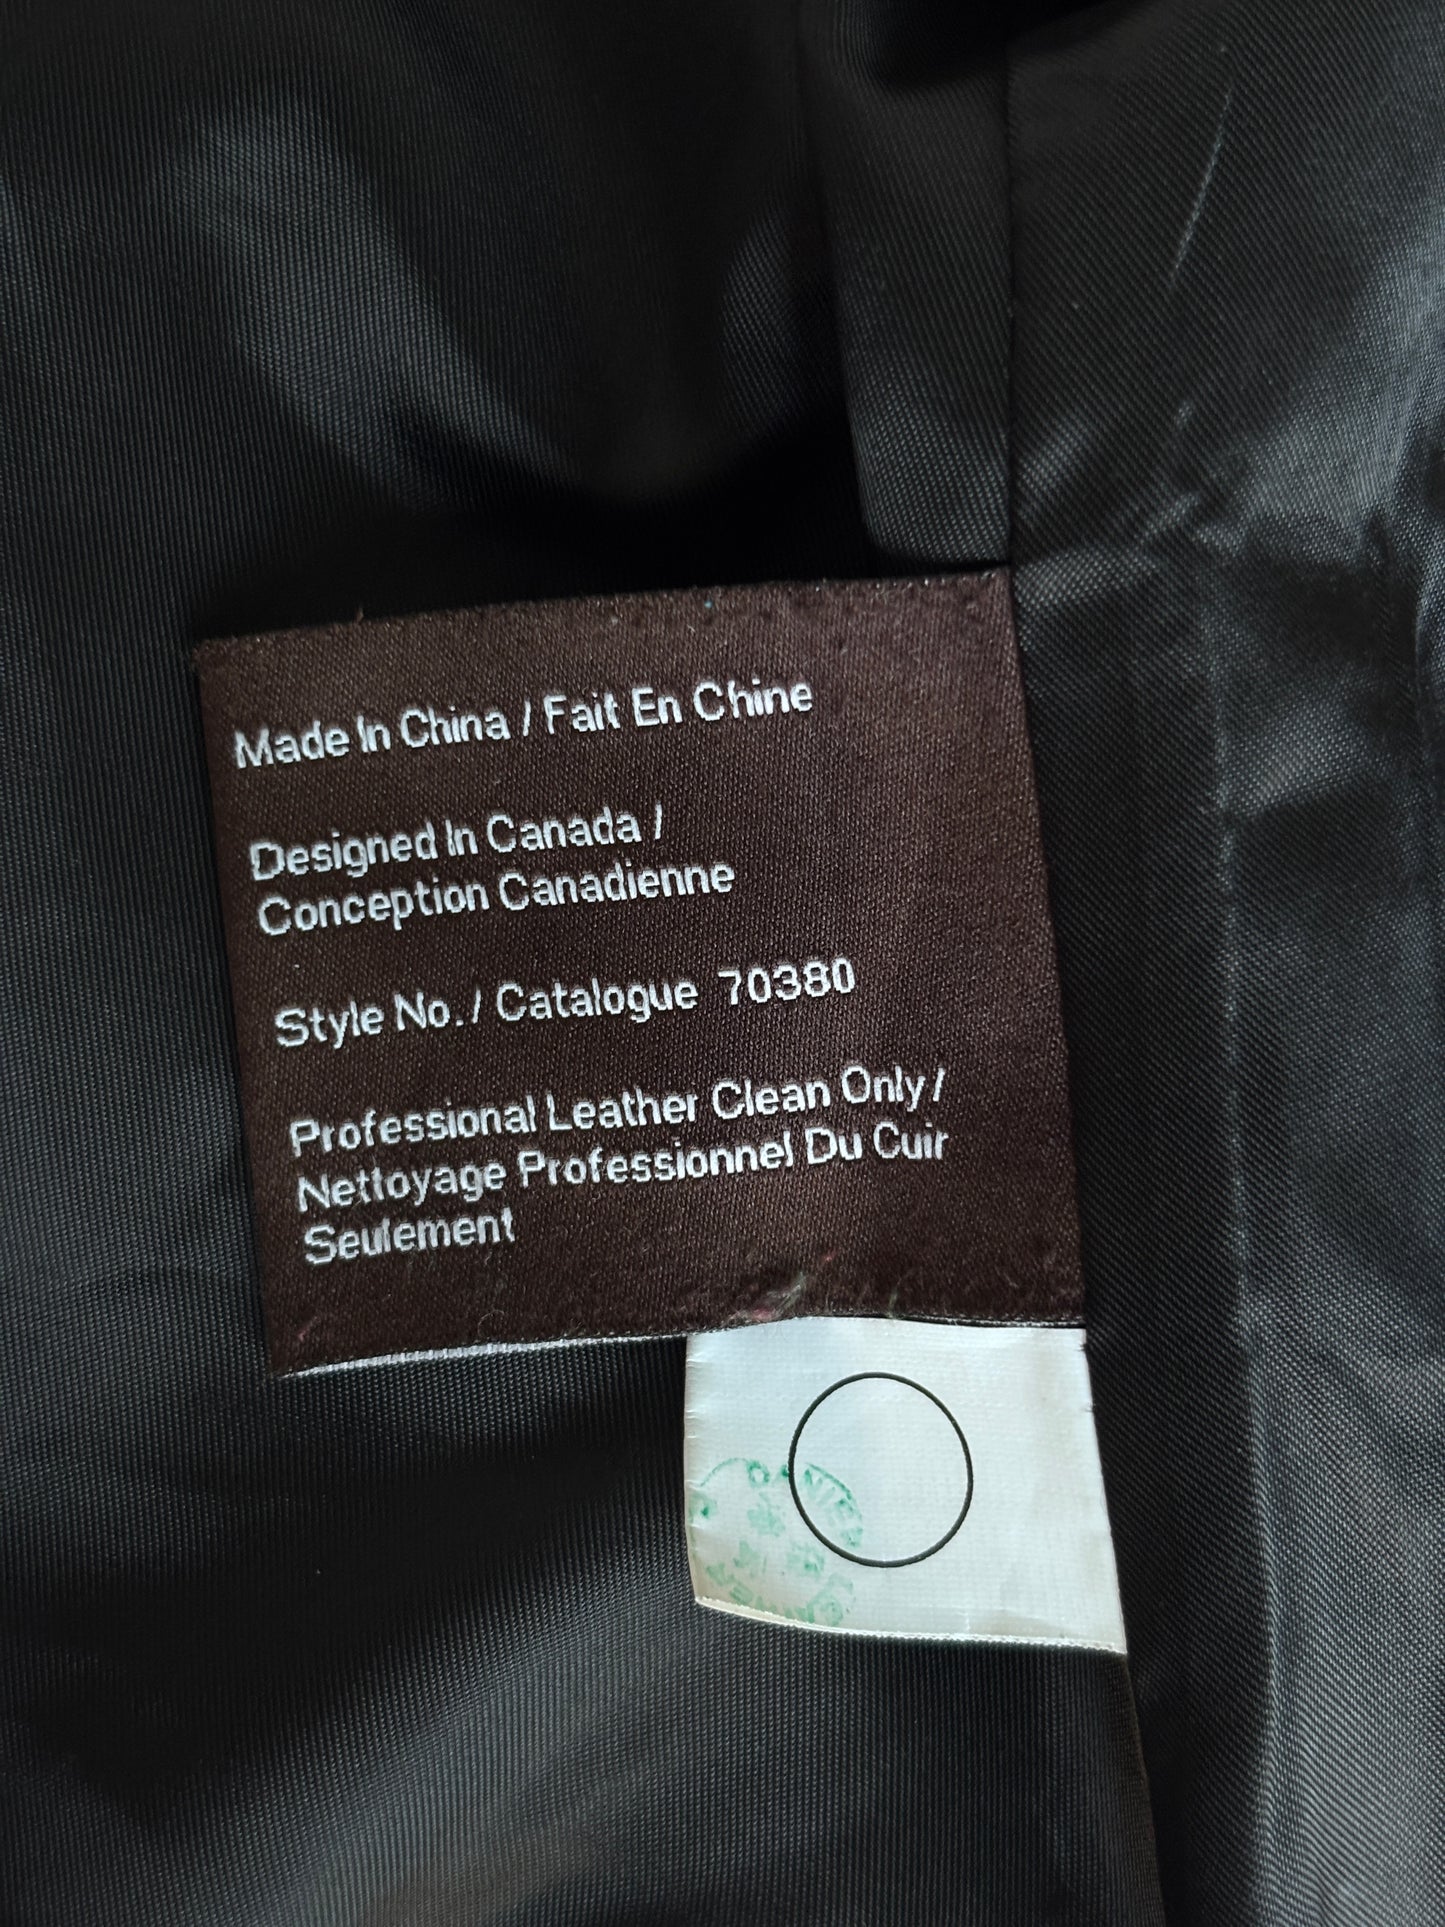 Made In China / Fait En Chine
Designed In Canada /
Conception Canadienne
Style No. / Catalogue 70380
Professional Leather Clean Only /
Nettoyage Professionnel Du Cuir
Seulement